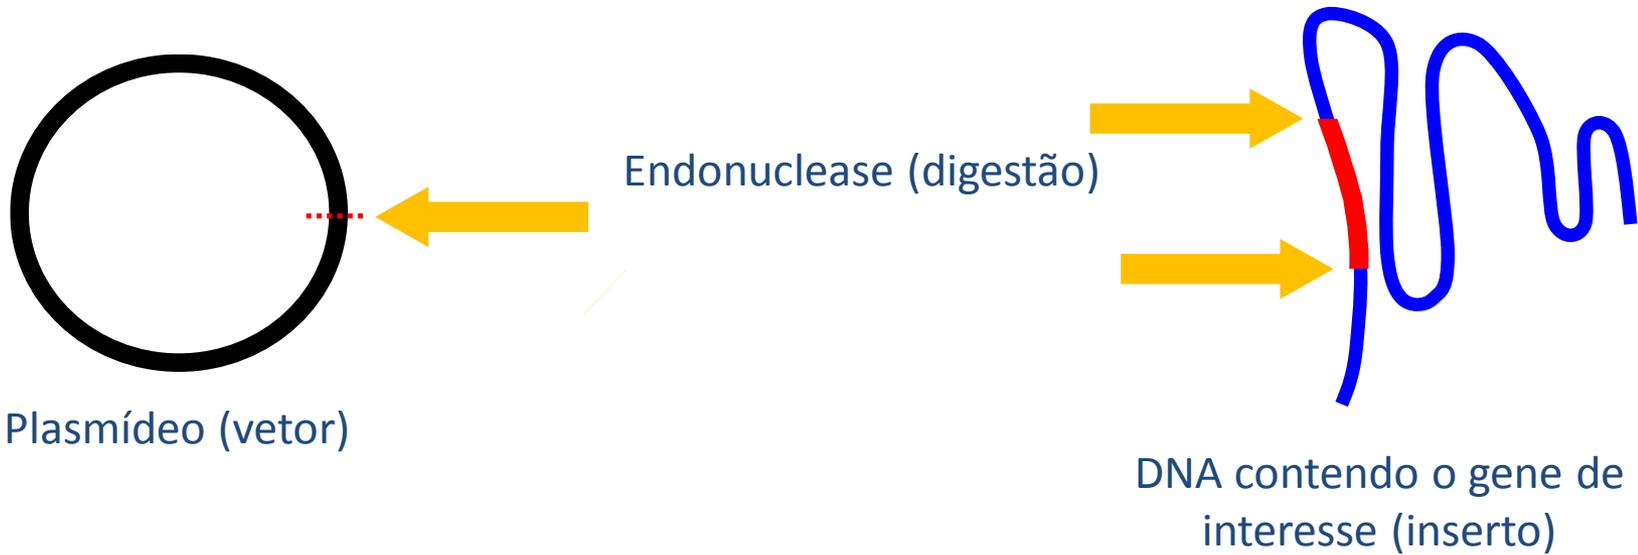 Endonuclease (digestão)
Plasmídeo (vetor)
DNA contendo o gene de
interesse (inserto)